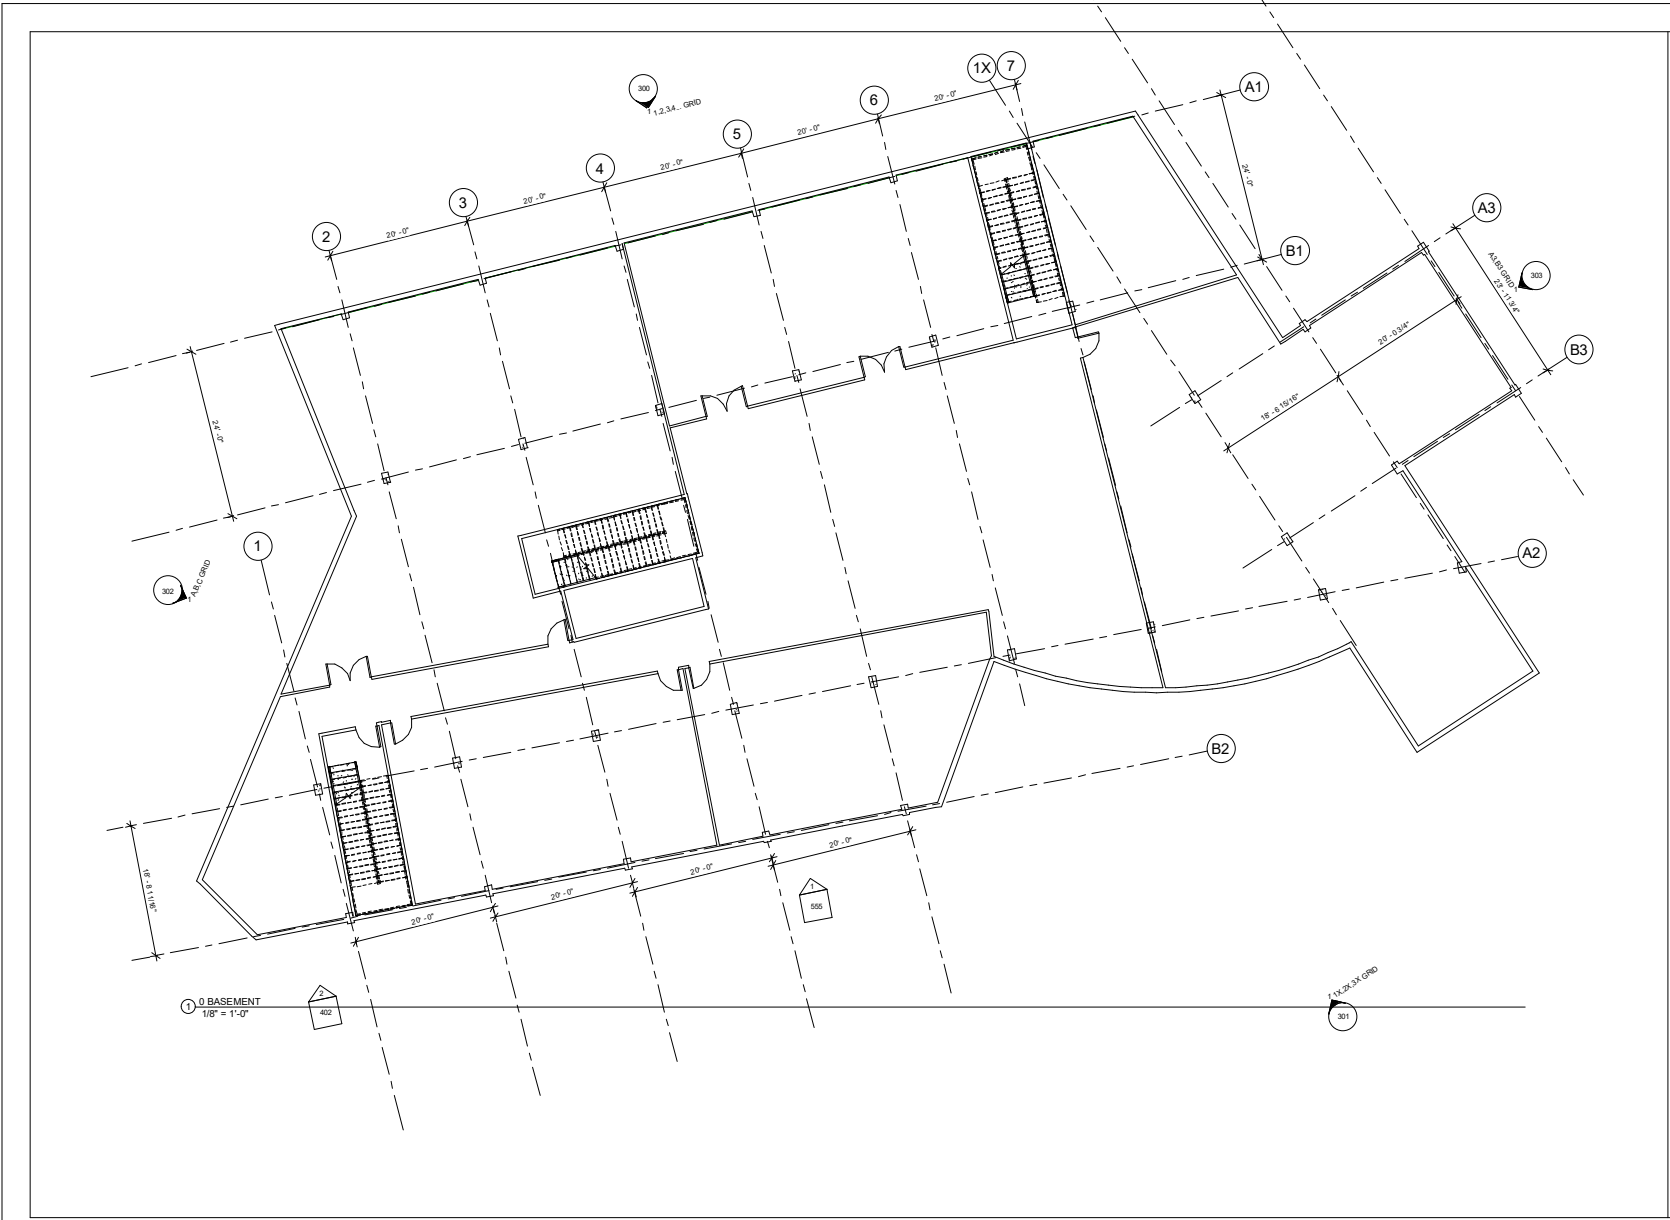 1X
7
A1
300
1,2,3,4... GRID
20' - 0"
6
20' - 0"
5
20' - 0"
4
20' - 0"
3
20' - 0"
2
24' - 0"
A3
B1
A3,B3 GRID
23' - 11 3/4"
303
20' - 0 3/4"
B3
18' - 6 15/16"
24' - 0"
1
A2
302
A,B,C GRID
B2
18' - 8 11/16"
20' - 0"
20' - 0"
20' - 0"
20' - 0"
1
555
1X,2X,3X GRID
301
2
402
1
0 BASEMENT
1/8" = 1'-0"